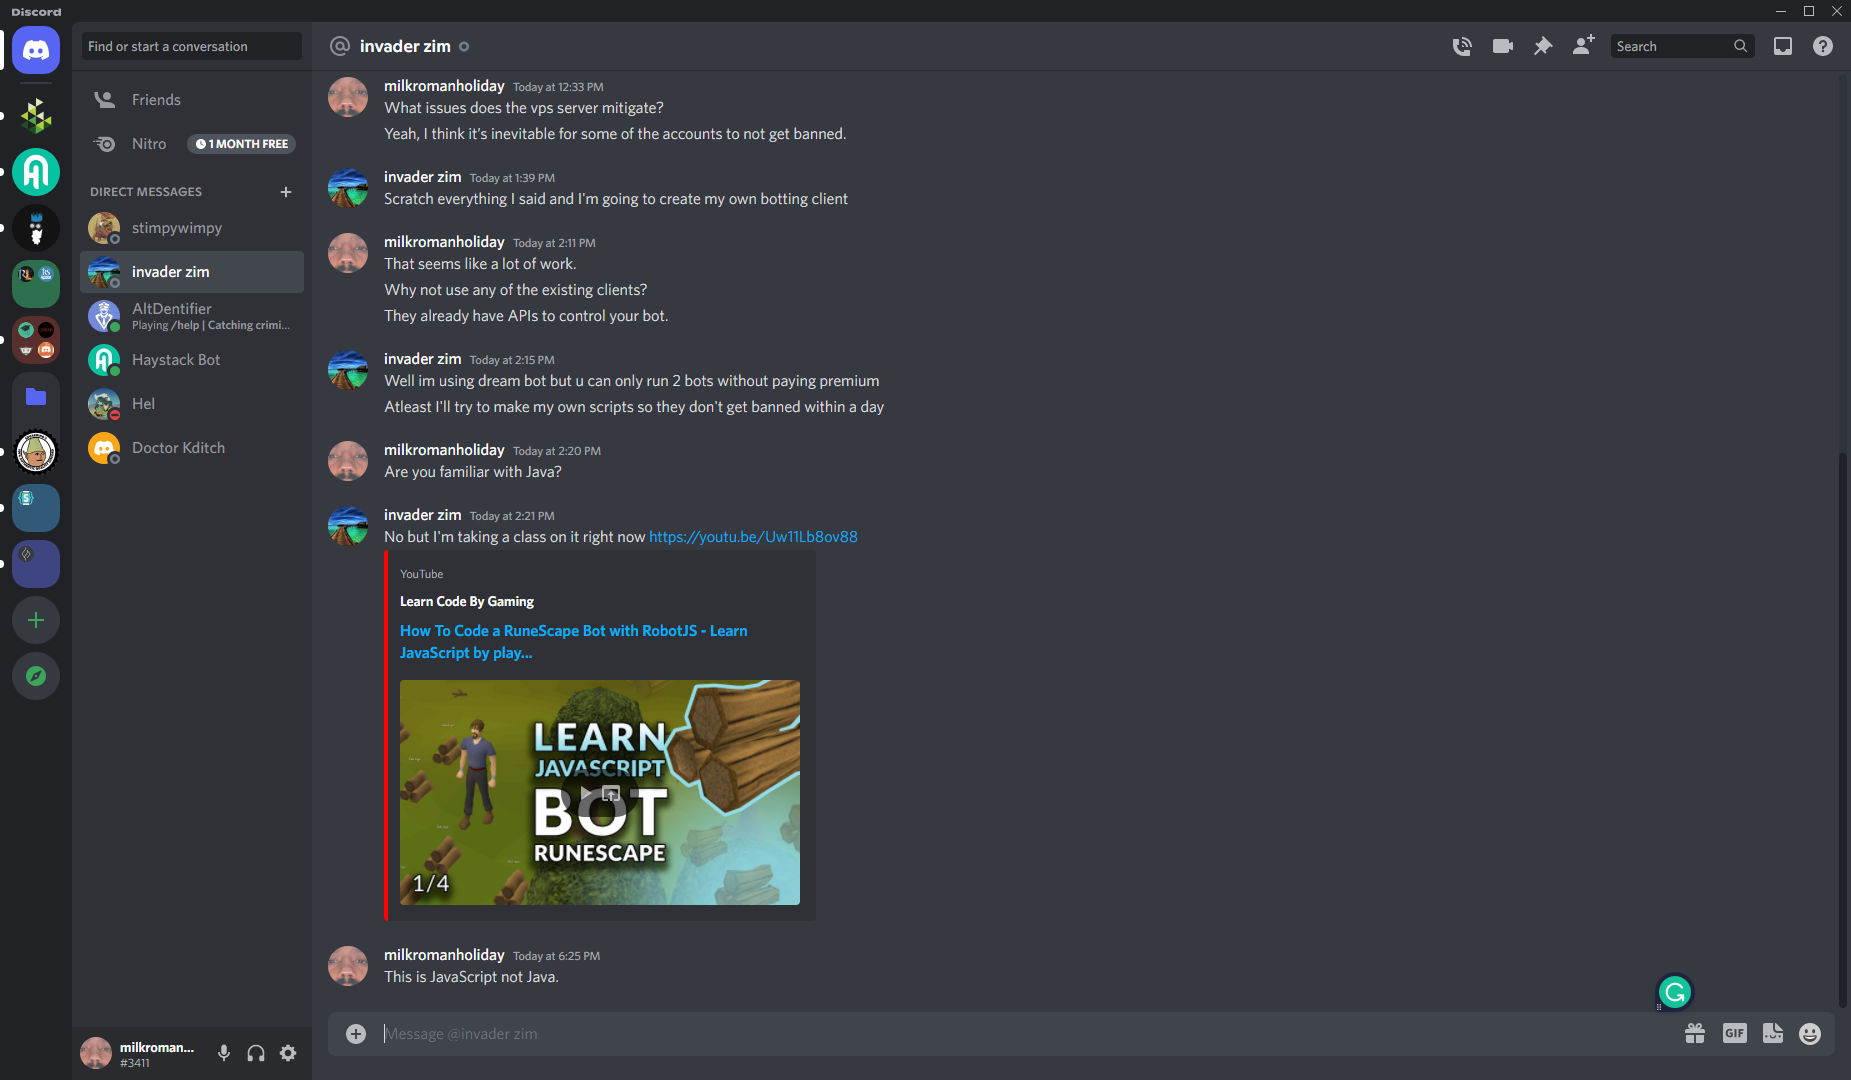 Discord
Find or start a conversation
Friends
Nitro
1 MONTH FREE
DIRECT MESSAGES
stimpywimpy
invader zim
AltDentifier
Playing /help | Catching crimi...
Haystack Bot
Hel
Doctor Kditch
milkroman...
#3411
invader zim
Search
milkromanholiday Today at 12:33 PM
What issues does the vps server mitigate?
Yeah, I think it’s inevitable for some of the accounts to not get banned.
invader zim Today at 1:39 PM
Scratch everything I said and I'm going to create my own botting client
milkromanholiday Today at 2:11 PM
That seems like a lot of work.
Why not use any of the existing clients?
They already have APIs to control your bot.
invader zim Today at 2:15 PM
Well im using dream bot but u can only run 2 bots without paying premium
Atleast I'll try to make my own scripts so they don't get banned within a day
milkromanholiday Today at 2:20 PM
Are you familiar with Java?
invader zim Today at 2:21 PM
No but I'm taking a class on it right now https://youtu.be/Uw11Lb8ov88
YouTube
Learn Code By Gaming
How To Code a RuneScape Bot with RobotJS - Learn
JavaScript by play...
LEARN
JAVASCRIPT
BOT
RUNESCAPE
1/4
milkromanholiday Today at 6:25 PM
This is JavaScript not Java.
Message @invader zim
GIF